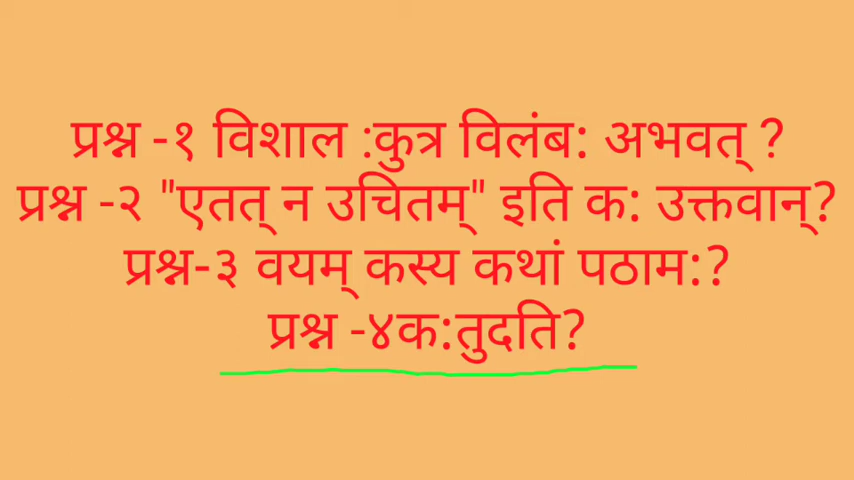 प्रश्न -१ विशाल :कुत्र विलंब: अभवत् ?
प्रश्न -२ "एतत् न उचितम्" इति क: उक्तवान्?
प्रश्न-३ वयम् कस्य कथां पठाम:?
प्रश्न -४क:तुदति?